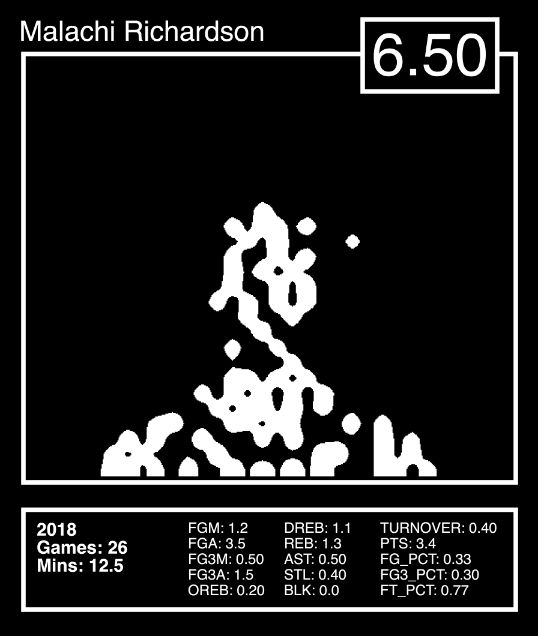 Malachi Richardson
6.50
2018
Games: 26
Mins: 12.5
FGM: 1.2
FGA: 3.5
FG3M: 0.50
FG3A: 1.5
OREB: 0.20
DREB: 1.1
REB: 1.3
AST: 0.50
STL: 0.40
BLK: 0.0
TURNOVER: 0.40
PTS: 3.4
FG_PCT: 0.33
FG3_PCT: 0.30
FT_PCT: 0.77